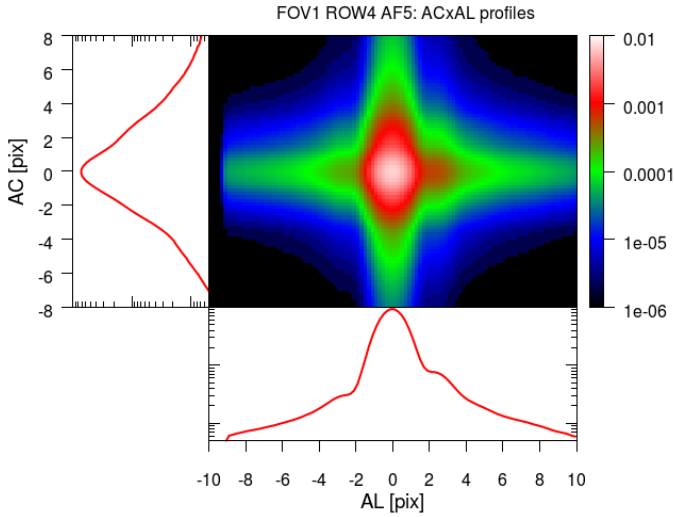 FOV1 ROW4 AF5: ACxAL profiles
8
6
4
2
0
-2
-4
-6
-8
AC [pix]
0.01
0.001
0.0001
1e-05
1e-06
-10 -8 -6 -4 -2 0 2 4 6 8 10
AL [pix]